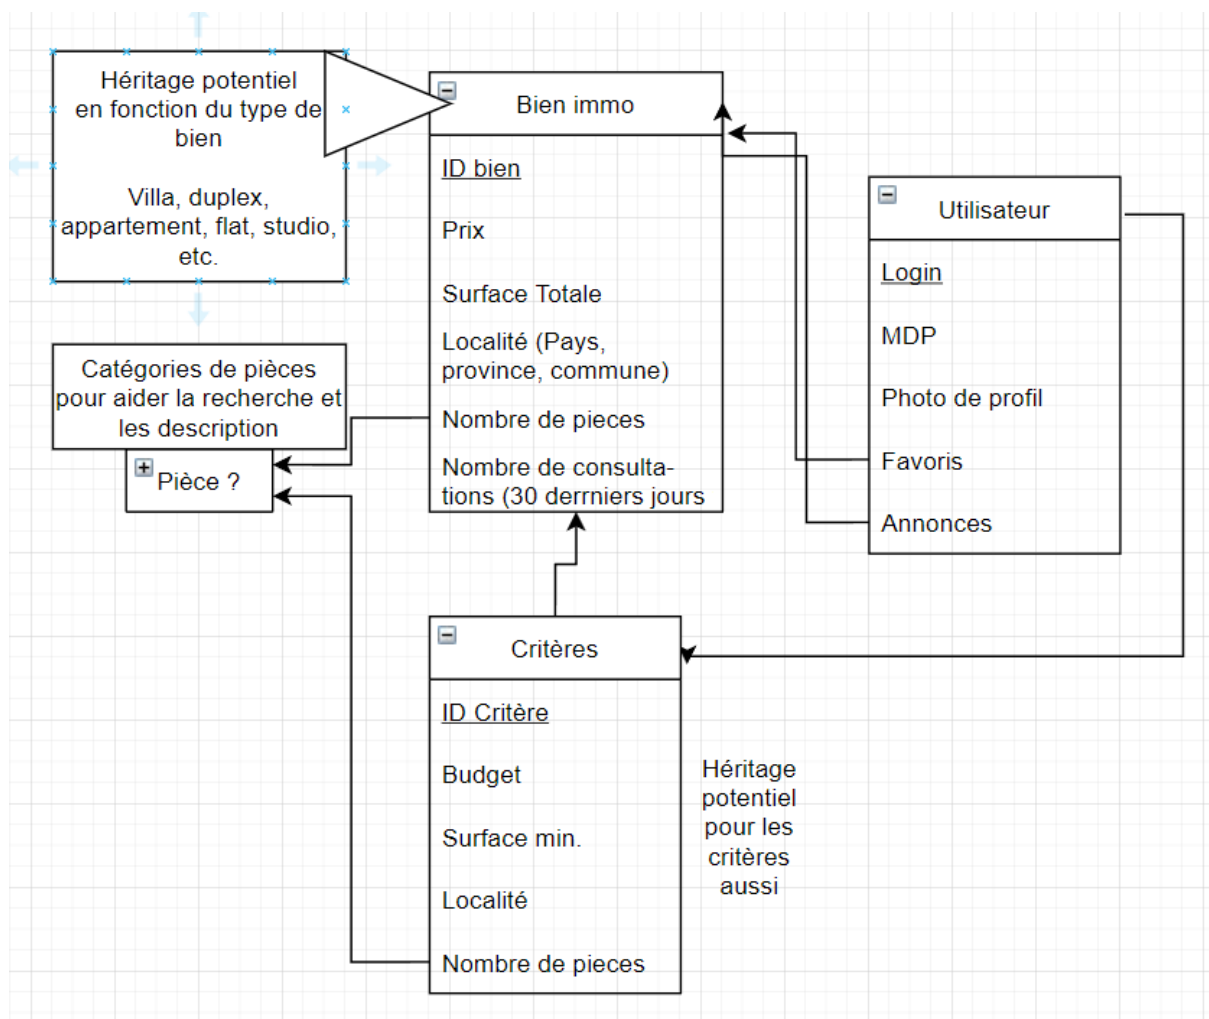 Héritage potentiel
en fonction du type de
bien
Villa, duplex,
appartement, flat, studio,
etc.
Catégories de pièces
pour aider la recherche et
les description
Pièce ?
Bien immo
ID bien
Prix
Surface Totale
Localité (Pays,
province, commune)
Nombre de pieces
Nombre de consulta-
tions (30 derrniers jours
Utilisateur
Login
MDP
Photo de profil
Favoris
Annonces
Critères
ID Critère
Budget
Surface min.
Localité
Nombre de pieces
Héritage
potentiel
pour les
critères
aussi